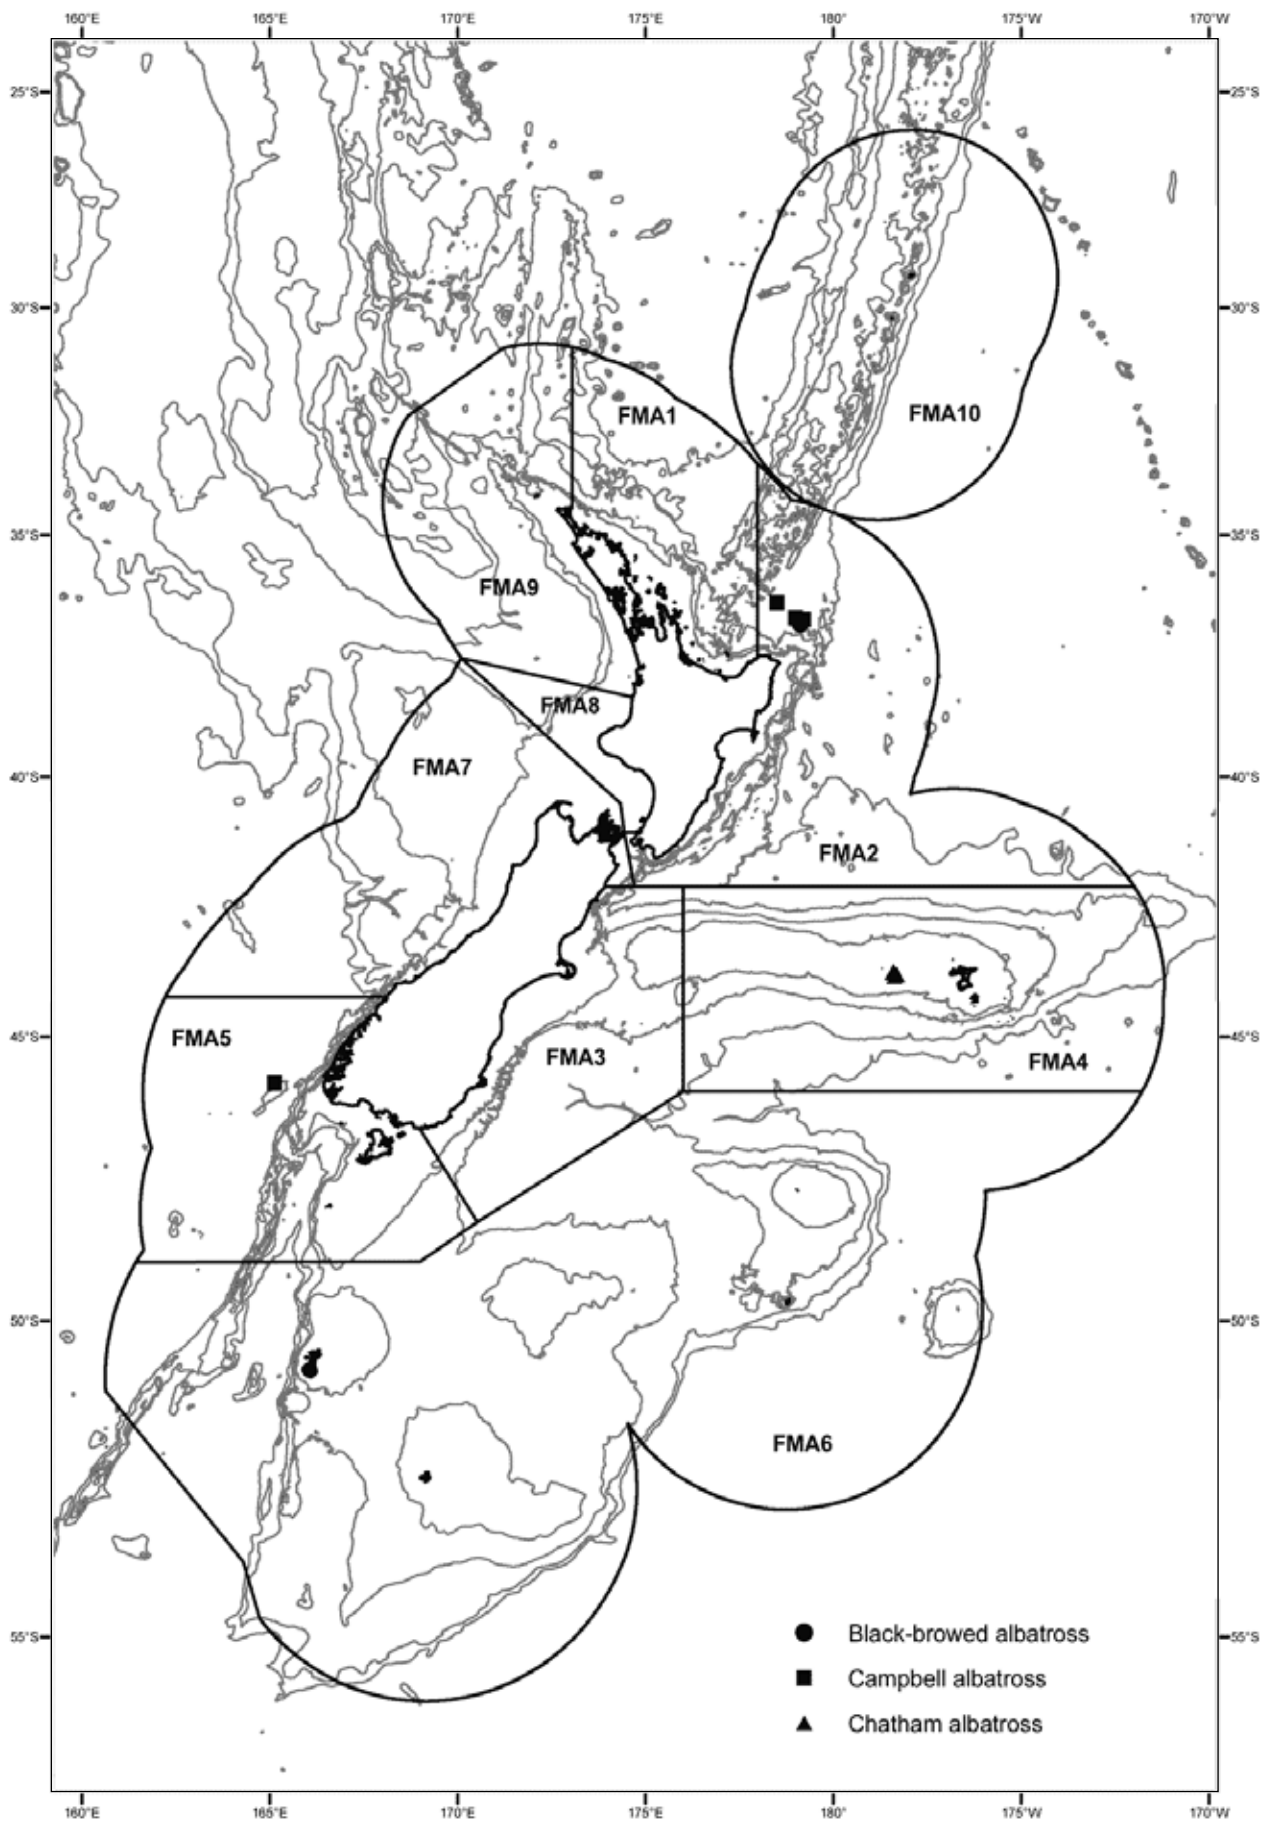 160°E 165°E 170°E 175°E 180° 175°W 170°W
25°S 25°S
30°S 30°S
FMA1
FMA10
35°S 35°S
FMA9
FMA8
FMA7
40°S 40°S
FMA2
FMA5
45°S 45°S
FMA3
FMA4
50°S 50°S
FMA6
Black-browed albatross
55°S 55°S
Campbell albatross
Chatham albatross
160°E 165°E 170°E 175°E 180° 175°W 170°W